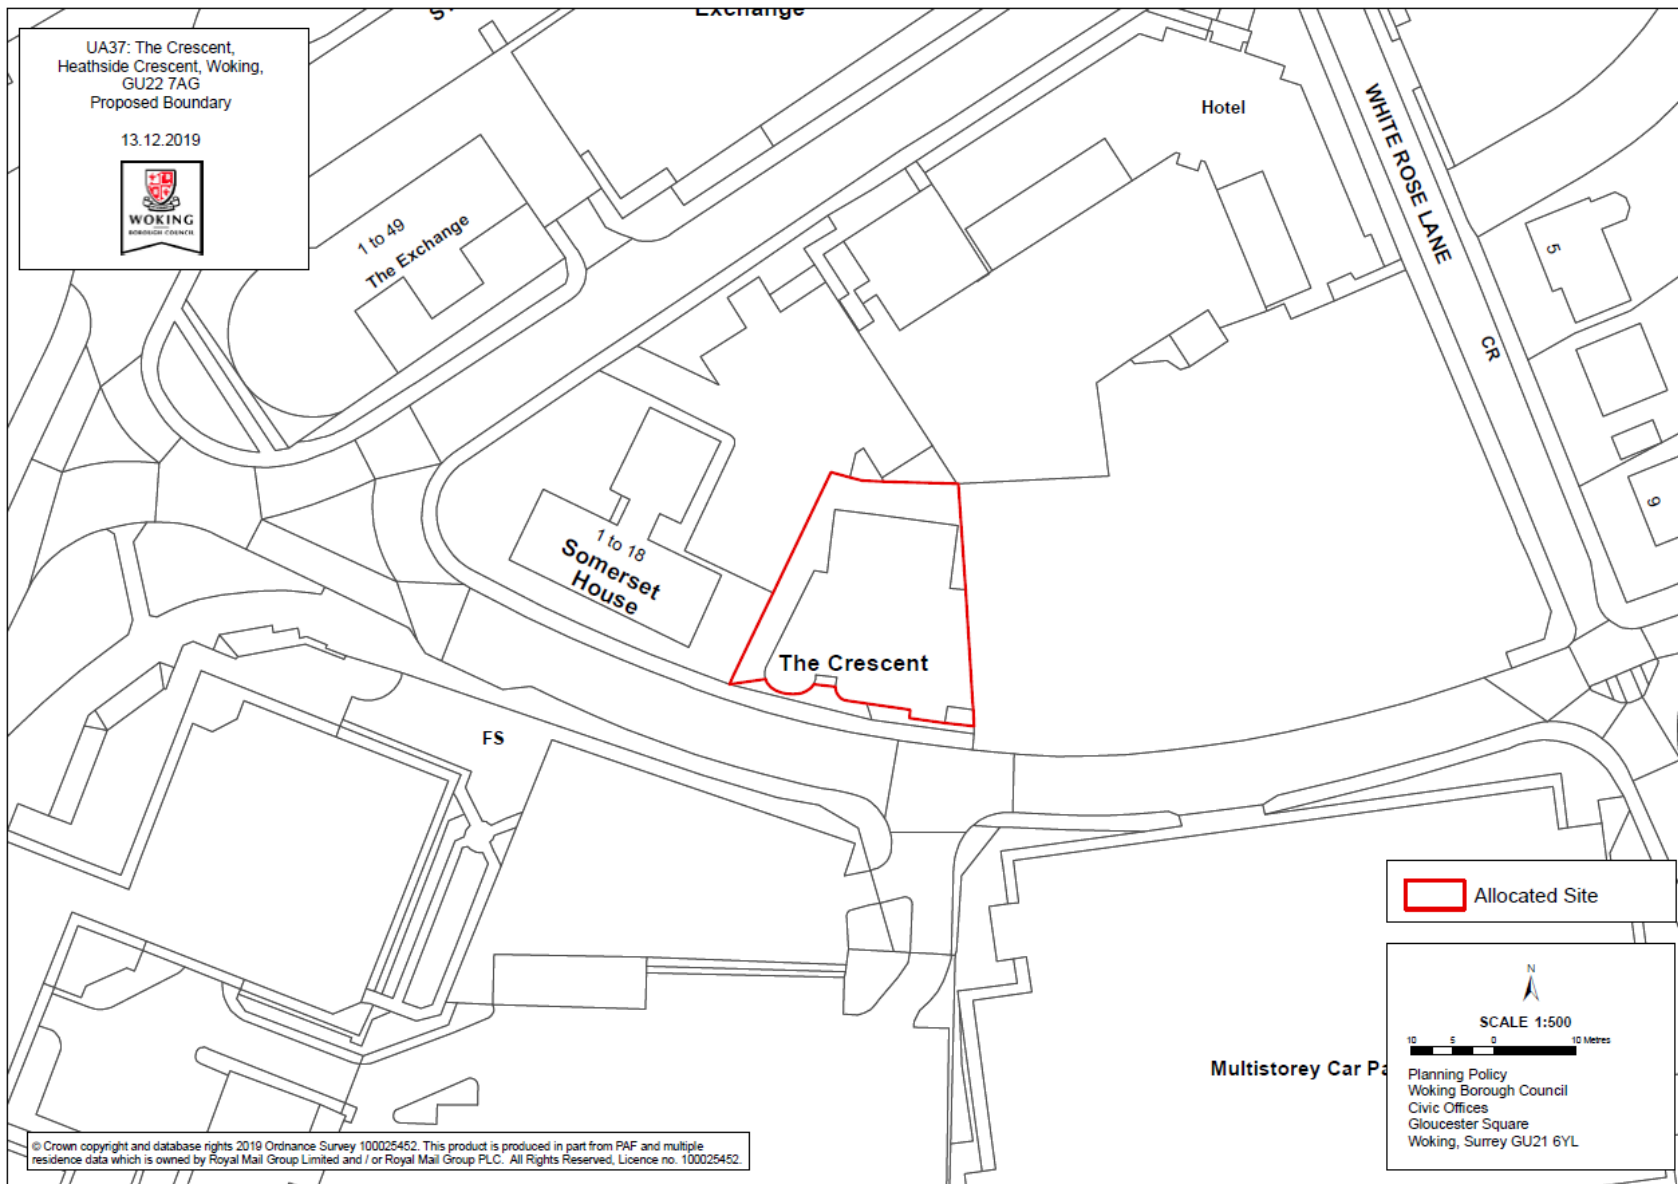 Exchange
UA37: The Crescent,
Heathside Crescent, Woking,
GU22 7AG
Proposed Boundary
13.12.2019
WOKING
BOROUGH COUNCIL
Hotel
WHITE ROSE LANE
1 to 49
The Exchange
5
CR
9
1 to 18
Somerset
House
The Crescent
FS
Allocated Site
N
SCALE 1:500
10 5 0 10 Metres
Multistorey Car Pa
Planning Policy
Woking Borough Council
Civic Offices
Gloucester Square
Woking, Surrey GU21 6YL
© Crown copyright and database rights 2019 Ordnance Survey 100025452. This product is produced in part from PAF and multiple
residence data which is owned by Royal Mail Group Limited and / or Royal Mail Group PLC. All Rights Reserved, Licence no. 100025452.